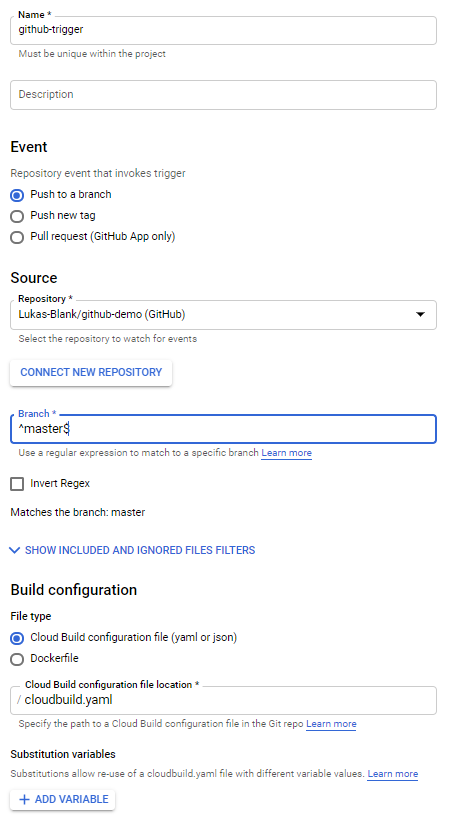 Name *
github-trigger
Must be unique within the project
Description
Event
Repository event that invokes trigger
Push to a branch
Push new tag
Pull request (GitHub App only)
Source
Repository *
Lukas-Blank/github-demo (GitHub)
Select the repository to watch for events
CONNECT NEW REPOSITORY
Branch *
^master$
Use a regular expression to match to a specific branch Learn more
Invert Regex
Matches the branch: master
SHOW INCLUDED AND IGNORED FILES FILTERS
Build configuration
File type
Cloud Build configuration file (yaml or json)
Dockerfile
Cloud Build configuration file location *
/ cloudbuild.yaml
Specify the path to a Cloud Build configuration file in the Git repo Learn more
Substitution variables
Substitutions allow re-use of a cloudbuild.yaml file with different variable values. Learn more
+ ADD VARIABLE